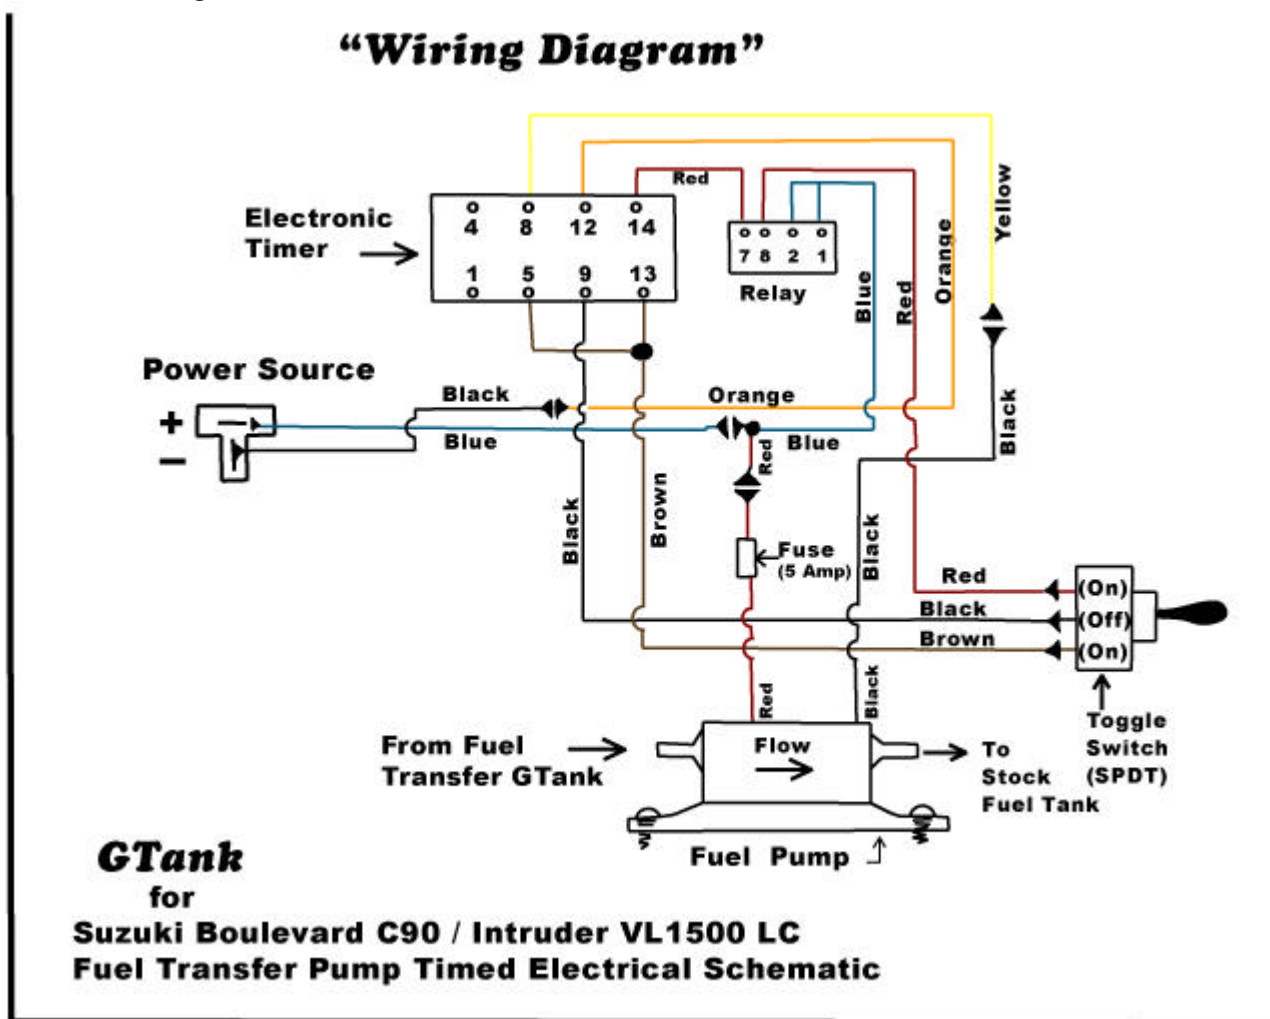 “Wiring Diagram”
Red
Electronic
Timer
4 8 12 14
1 5 9 13
7 8 2 1
Relay
Blue
Red
Orange
Yellow
Power Source
+
−
Black
Blue
Orange
Blue
Red
Black
Black
Brown
Fuse
(5 Amp)
Black
Red
Black
Brown
(On)
(Off)
(On)
Toggle
Switch
(SPDT)
Red
Black
From Fuel
Transfer GTank
Flow
To
Stock
Fuel Tank
Fuel Pump
GTank
for
Suzuki Boulevard C90 / Intruder VL1500 LC
Fuel Transfer Pump Timed Electrical Schematic